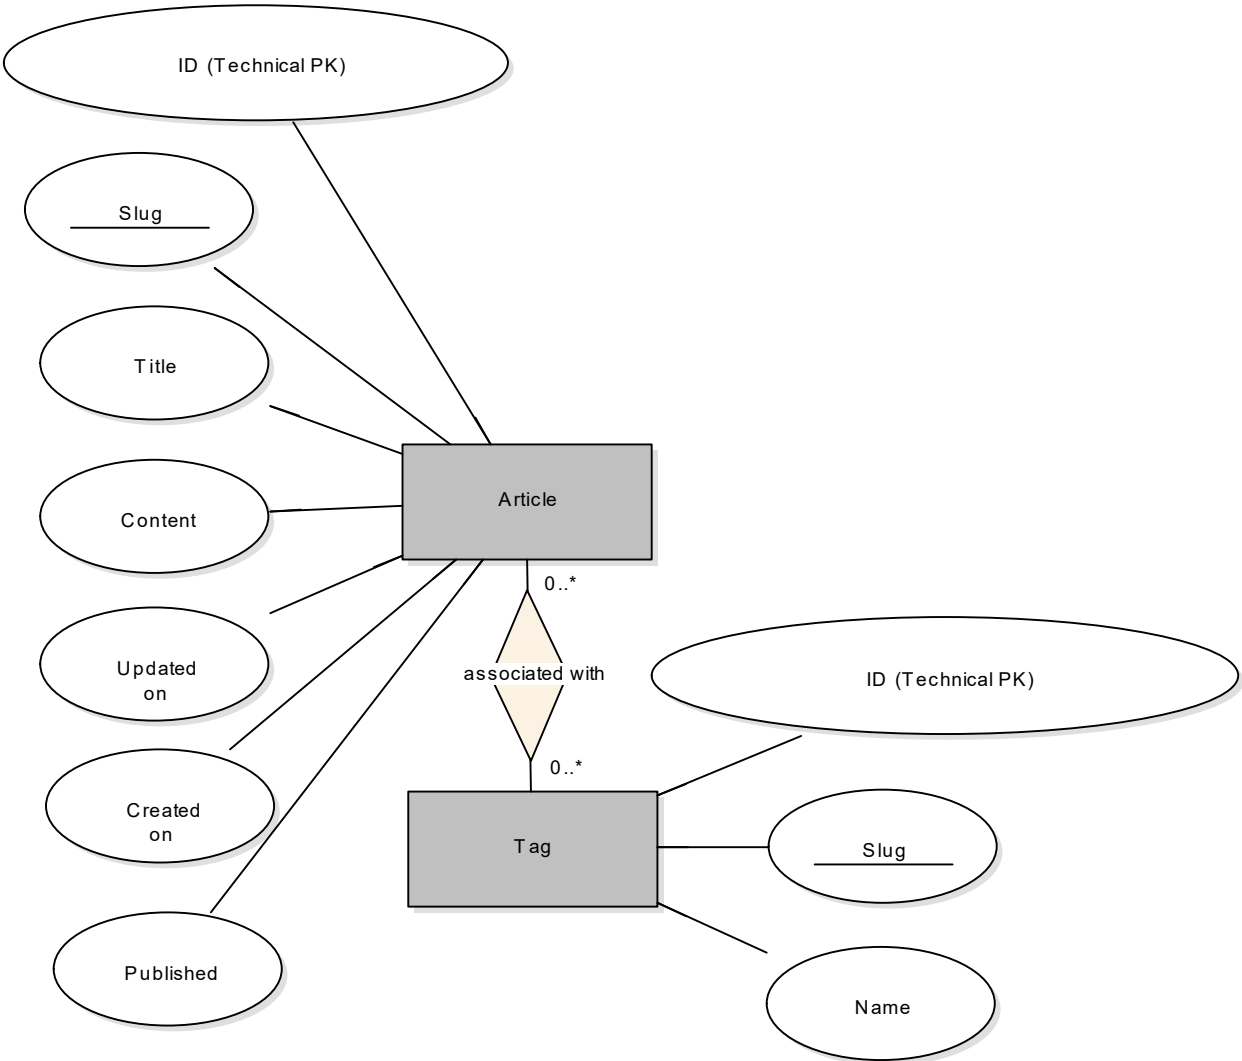 ID (Technical PK)
Slug
Title
Content
Updated
on
Created
on
Published
Article
0..*
associated with
0..*
Tag
ID (Technical PK)
Slug
Name